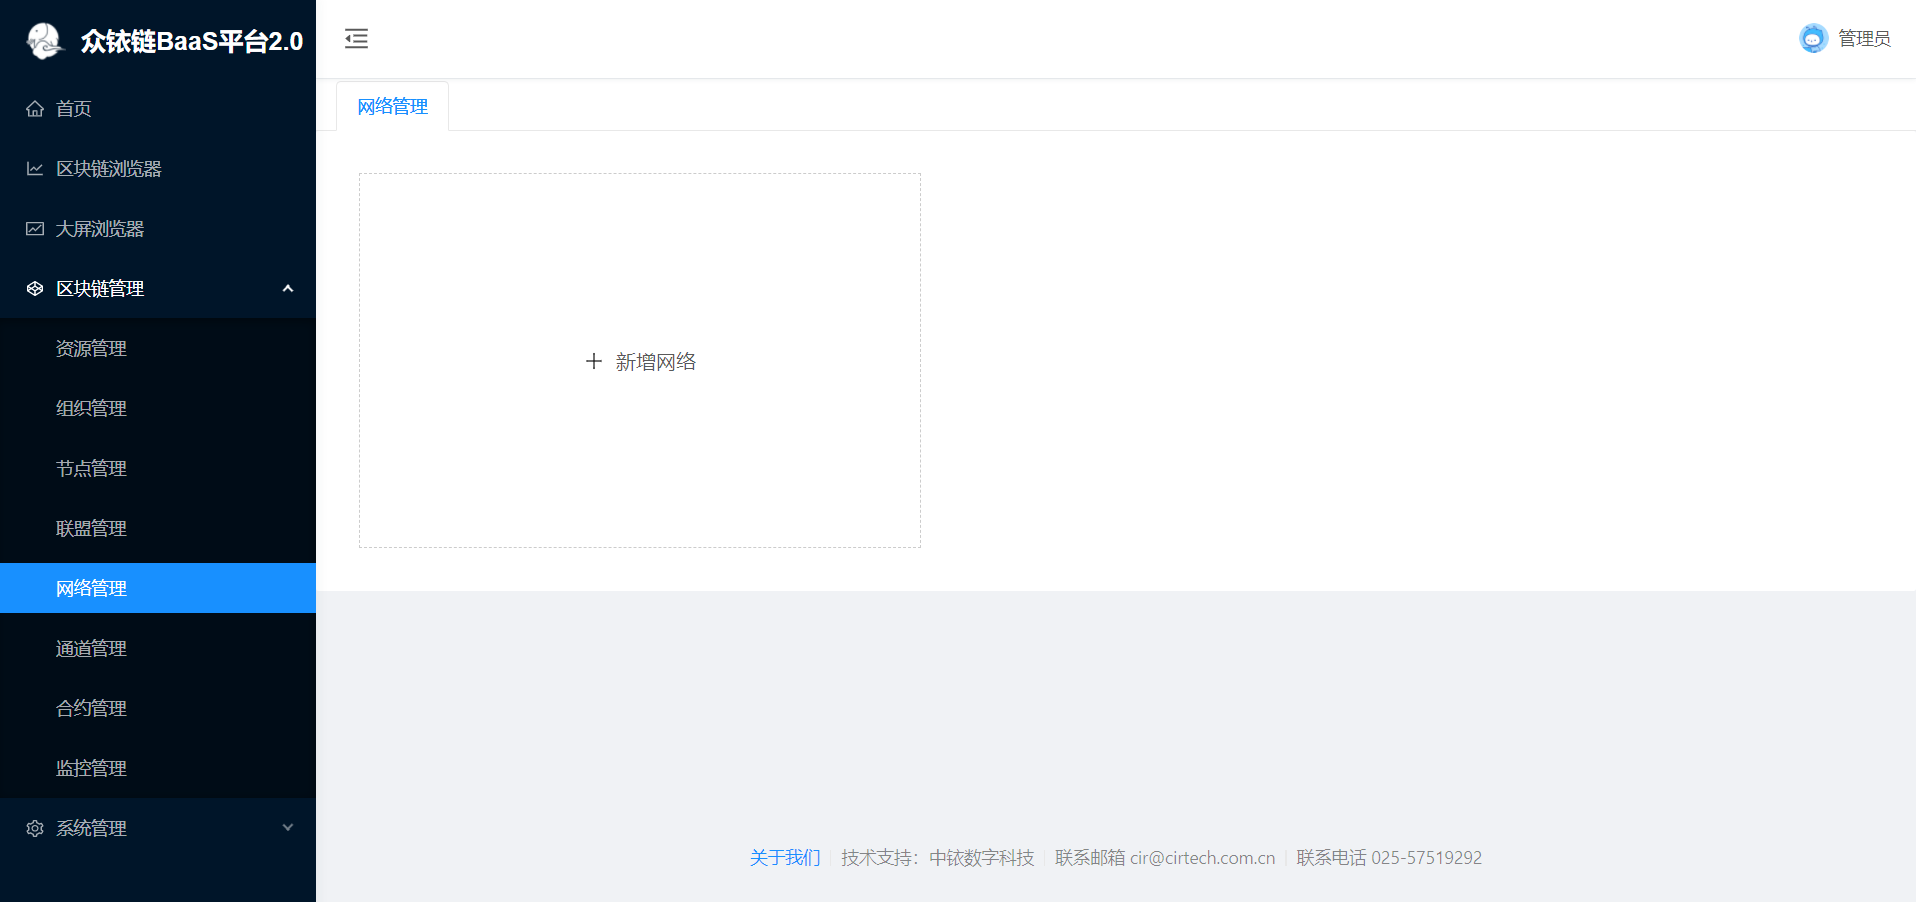 众铱链BaaS平台2.0
管理员
首页
区块链浏览器
大屏浏览器
区块链管理
资源管理
组织管理
节点管理
联盟管理
网络管理
通道管理
合约管理
监控管理
系统管理
网络管理
新增网络
关于我们 技术支持：中铱数字科技 联系邮箱 cir@cirtech.com.cn 联系电话 025-57519292